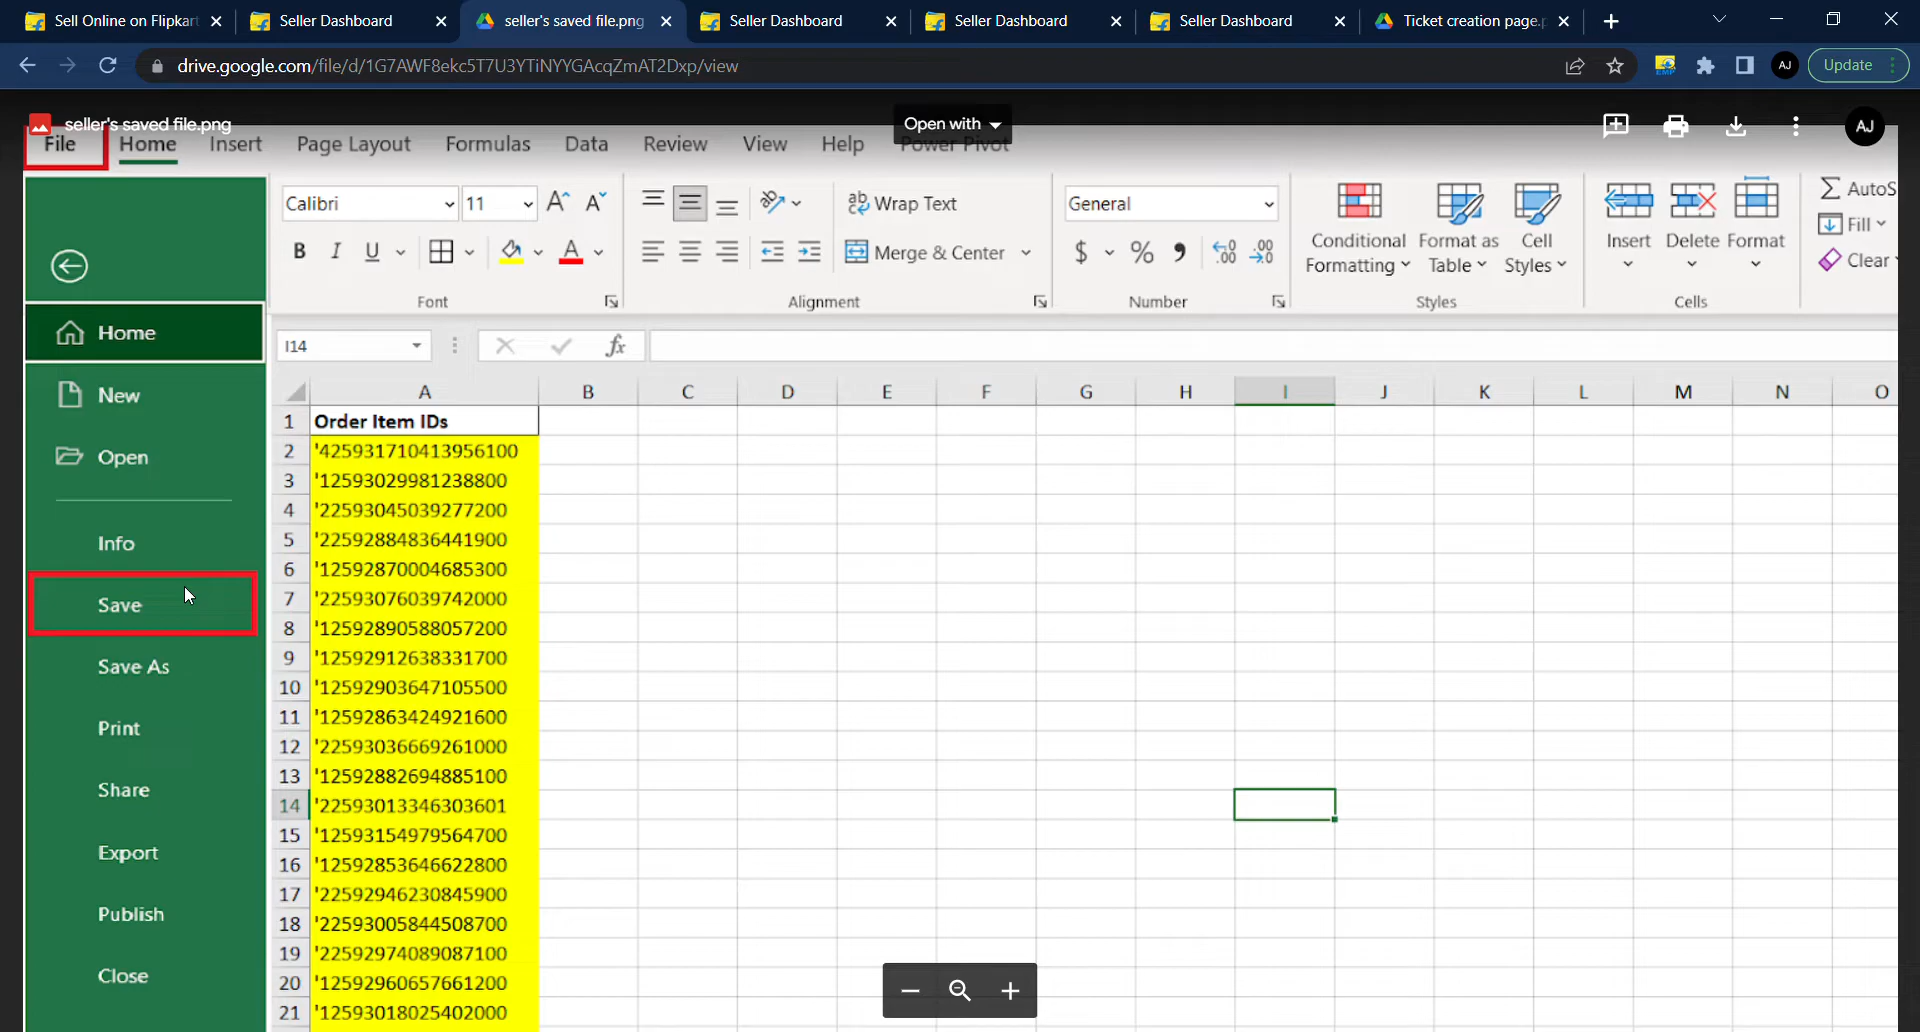 Sell Online on Flipkart
Seller Dashboard
seller's saved file.png
Seller Dashboard
Seller Dashboard
Seller Dashboard
Ticket creation page.p
drive.google.com/file/d/1G7AWF8ekc5T7U3YTiNYYGAcqZmAT2Dxp/view
EMP
AJ
Update
seller's saved file.png
Open with
AJ
File Home Insert Page Layout Formulas Data Review View Help Power Pivot
Calibri 11
Wrap Text
General
AutoS
Fill
Clear
B I U
A
Merge & Center
$ % 9
Conditional Formatting
Format as Table
Cell Styles
Insert Delete Format
Font Alignment Number Styles Cells
I14
fx
Home
New
Open
Info
Save
Save As
Print
Share
Export
Publish
Close
A B C D E F G H I J K L M N O
1 Order Item IDs
2 '425931710413956100
3 '12593029981238800
4 '22593045039277200
5 '22592884836441900
6 '12592870004685300
7 '22593076039742000
8 '12592890588057200
9 '12592912638331700
10 '12592903647105500
11 '12592863424921600
12 '22593036669261000
13 '12592882694885100
14 '22593013346303601
15 '12593154979564700
16 '12592853646622800
17 '22592946230845900
18 '22593005844508700
19 '22592974089087100
20 '12592960657661200
21 '12593018025402000